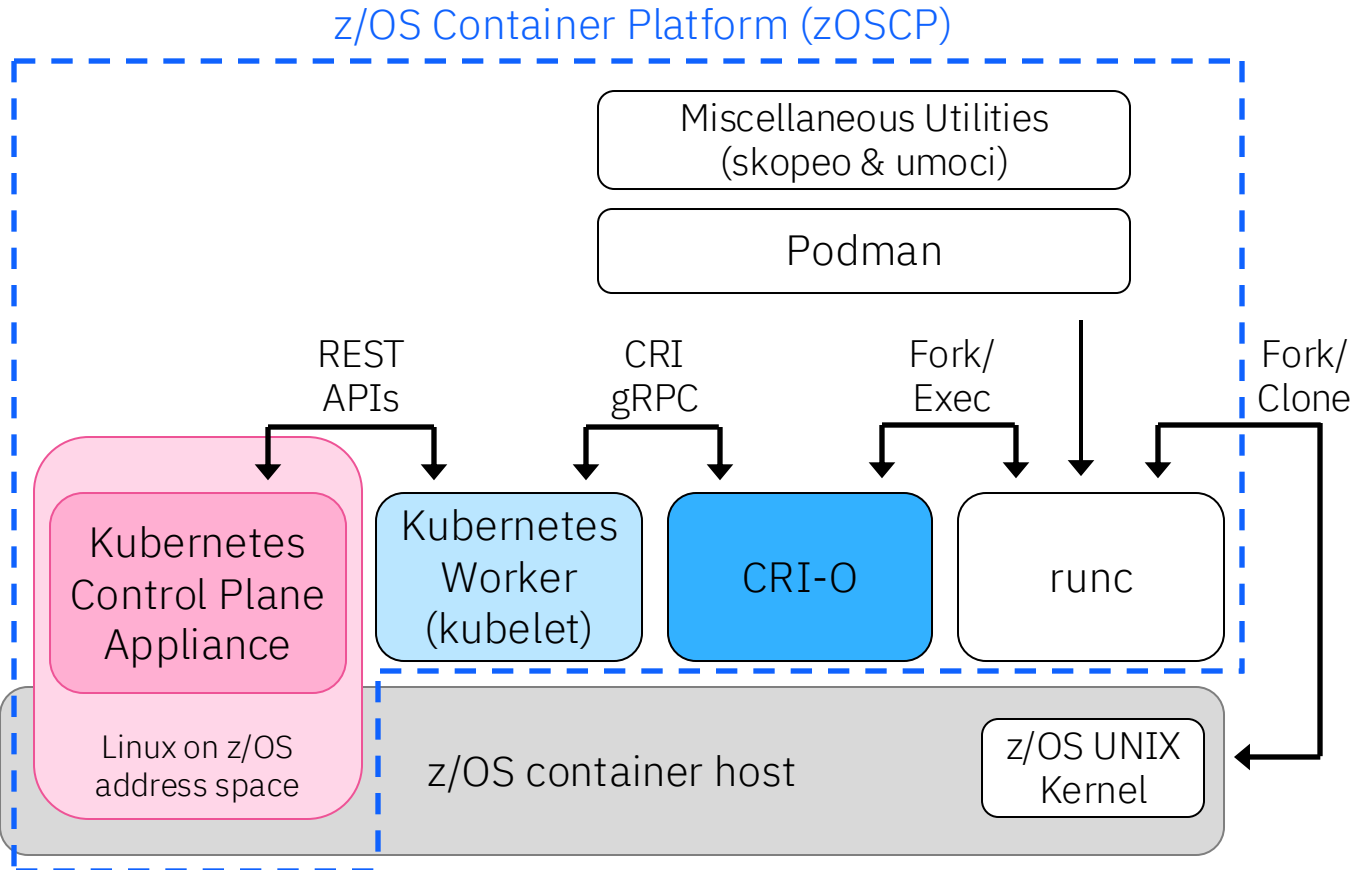 z/OS Container Platform (zOSCP)
Miscellaneous Utilities
(skopeo & umoci)
Podman
REST
APIs
CRI
gRPC
Fork/
Exec
Fork/
Clone
Kubernetes
Control Plane
Appliance
Kubernetes
Worker
(kubelet)
CRI-O
runc
Linux on z/OS
address space
z/OS container host
z/OS UNIX
Kernel